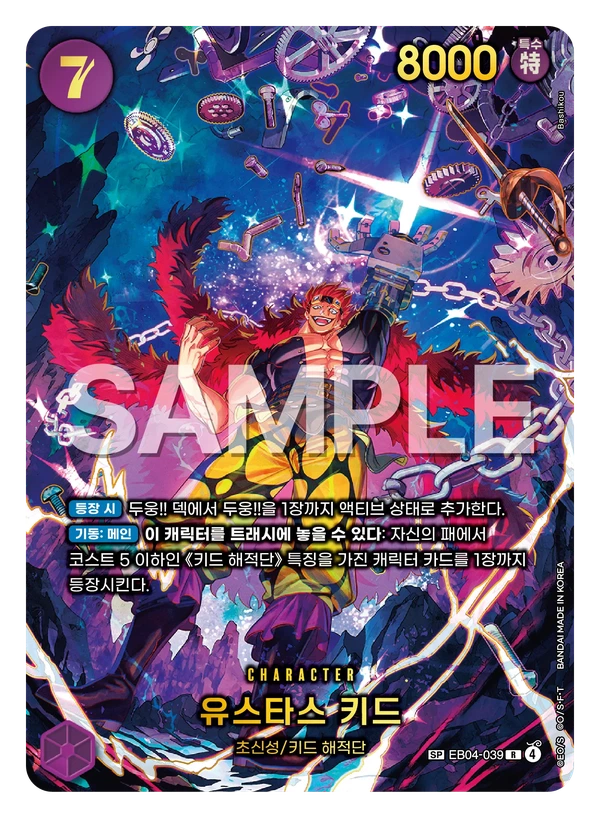 7
8000
특수
特
Bashikou
SAMPLE
등장 시 두웅!! 덱에서 두웅!!을 1장까지 액티브 상태로 추가한다.
기동: 메인 이 캐릭터를 트래시에 놓을 수 있다: 자신의 패에서
코스트 5 이하인 《키드 해적단》 특징을 가진 캐릭터 카드를 1장까지
등장시킨다.
CHARACTER
유스타스 키드
초신성/키드 해적단
SP EB04-039 R 4
©EO/S ©O/S·F·T BANDAI MADE IN KOREA